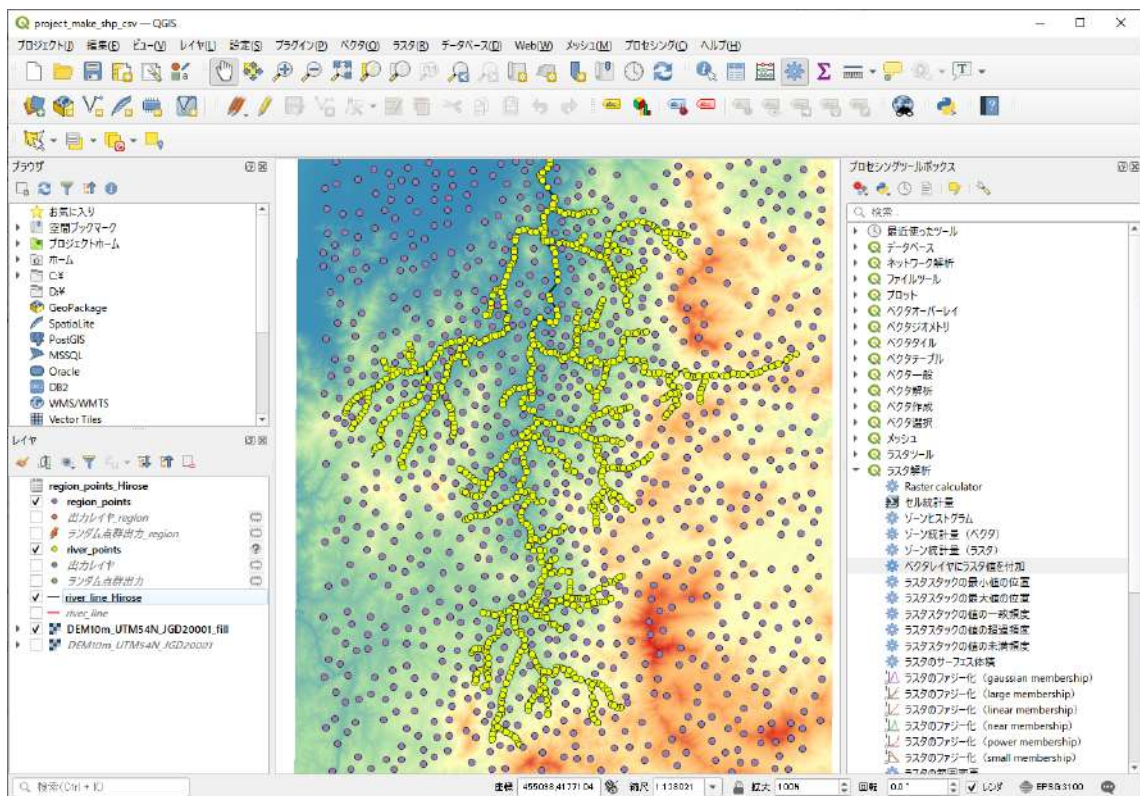 project_make_shp_csv — QGIS
プロジェクト(J) 編集(E) ビュー(V) レイヤ(L) 設定(S) プラグイン(P) ベクタ(O) ラスタ(R) データベース(D) Web(W) メッシュ(M) プロセシング(C) ヘルプ(H)
ブラウザ
お気に入り
空間ブックマーク
プロジェクトホーム
ホーム
C:¥
D:¥
GeoPackage
SpatiaLite
PostGIS
MSSQL
Oracle
DB2
WMS/WMTS
Vector Tiles
レイヤ
region_points_Hirose
region_points
出力レイヤ_region
ランダム点群出力_region
river_points
出力レイヤ
ランダム点群出力
river_line_Hirose
river_line
DEM10m_UTM54N_JGD20001_fill
DEM10m_UTM54N_JGD20001
プロセシングツールボックス
検索...
最近使ったツール
データベース
ネットワーク解析
ファイルツール
プロット
ベクタオーバーレイ
ベクタジオメトリ
ベクタタイル
ベクタテーブル
ベクタ一般
ベクタ解析
ベクタ作成
ベクタ選択
メッシュ
ラスタツール
ラスタ解析
Raster calculator
セル統計量
ゾーンヒストグラム
ゾーン統計量（ベクタ）
ゾーン統計量（ラスタ）
ベクタレイヤにラスタ値を付加
ラスタスタックの最小値の位置
ラスタスタックの最大値の位置
ラスタスタックの値の一致頻度
ラスタスタックの値の超過頻度
ラスタスタックの値の未満頻度
ラスタのサーフェス体積
ラスタのファジー化（gaussian membership）
ラスタのファジー化（large membership）
ラスタのファジー化（linear membership）
ラスタのファジー化（near membership）
ラスタのファジー化（power membership）
ラスタのファジー化（small membership）
検索(Ctrl + K) 座標 縮尺 1:138021 拡大 100% 回転 0.0° レンダ EPSG:3100